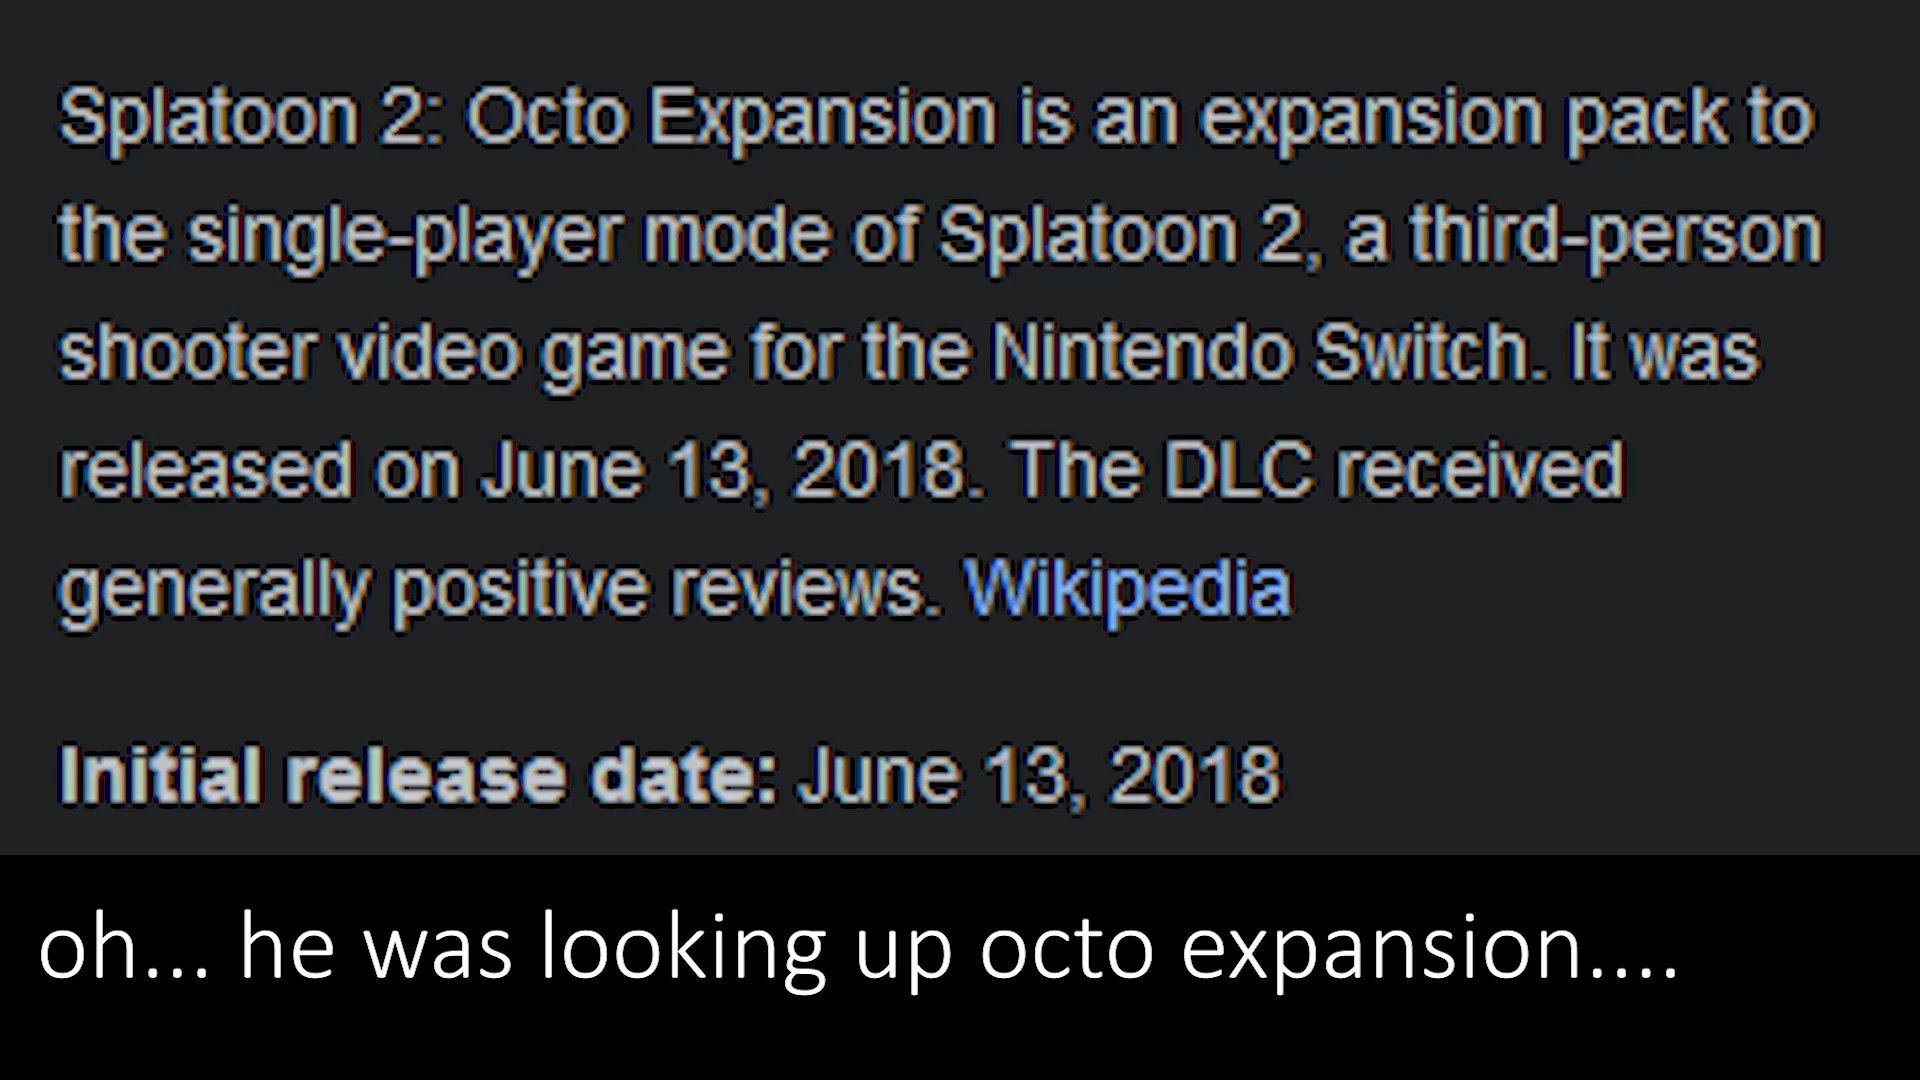 Splatoon 2: Octo Expansion is an expansion pack to
the single-player mode of Splatoon 2, a third-person
shooter video game for the Nintendo Switch. It was
released on June 13, 2018. The DLC received
generally positive reviews. Wikipedia
Initial release date: June 13, 2018
oh... he was looking up octo expansion....